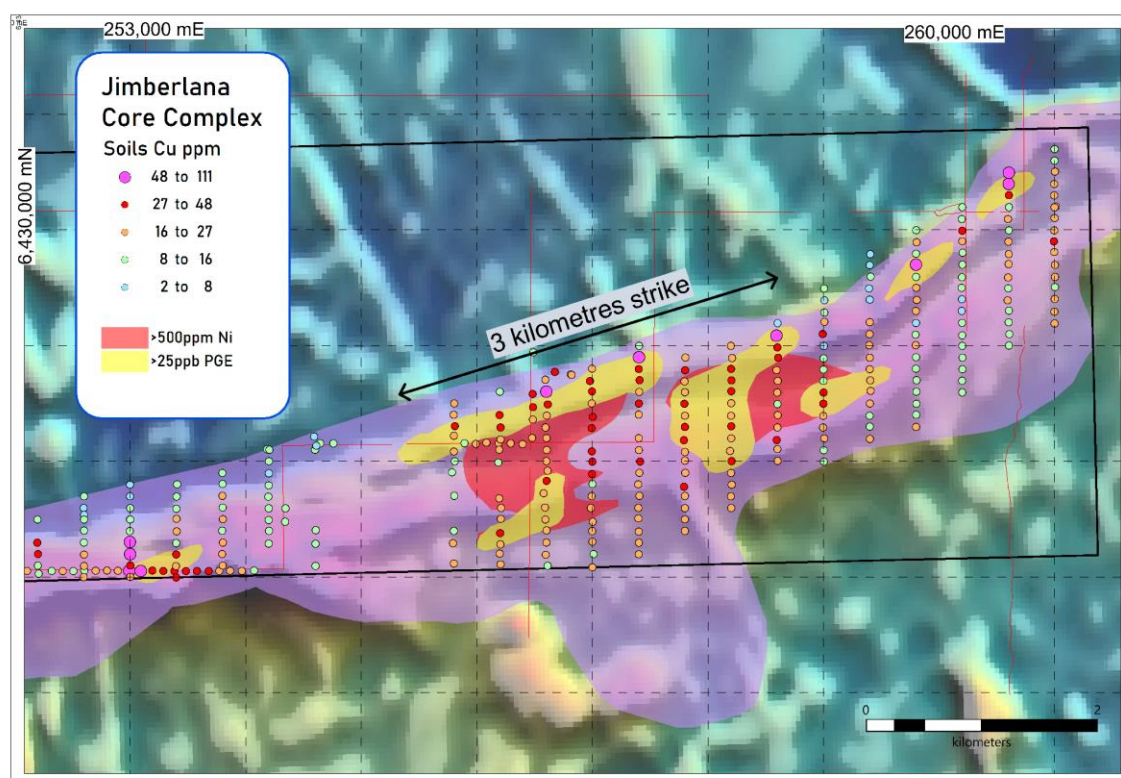 253,000 mE
260,000 mE
6,430,000 mN
Jimberlana
Core Complex
Soils Cu ppm
48 to 111
27 to 48
16 to 27
8 to 16
2 to 8
>500ppm Ni
>25ppb PGE
3 kilometres strike
0
2
kilometers